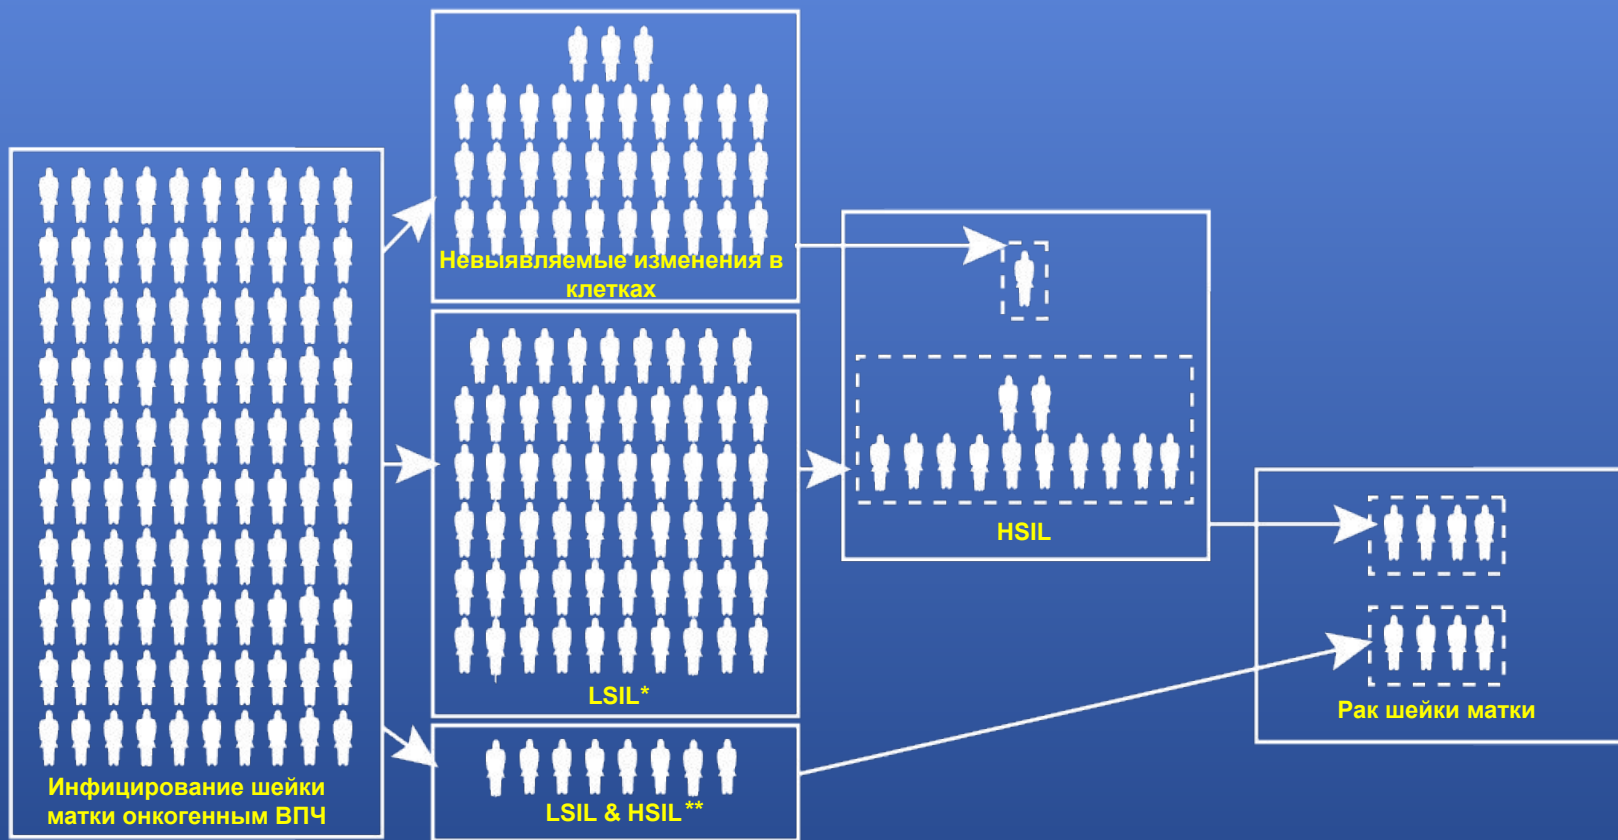 Невыявляемые изменения в
клетках
HSIL
LSIL*
Рак шейки матки
Инфицирование шейки
матки онкогенным ВПЧ
LSIL & HSIL**